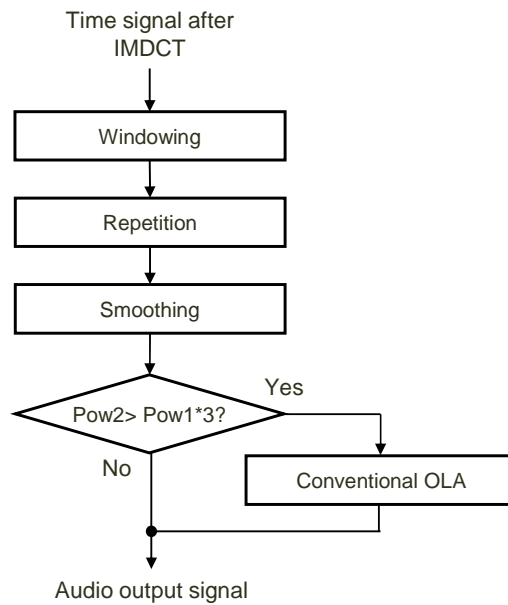 Time signal after
IMDCT
Windowing
Repetition
Smoothing
Pow2> Pow1*3?
Yes
No
Conventional OLA
Audio output signal